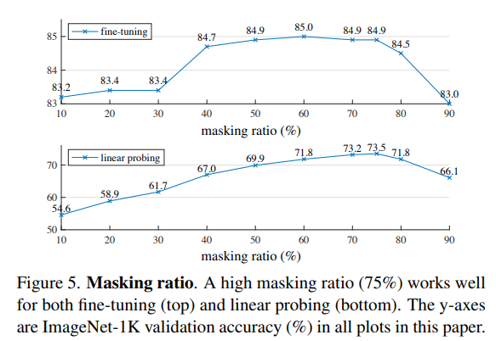 fine-tuning
85
84
83
83.2
83.4
83.4
84.7
84.9
85.0
84.9
84.9
84.5
83.0
10 20 30 40 50 60 70 80 90
masking ratio (%)
linear probing
70
60
50
54.6
58.9
61.7
67.0
69.9
71.8
73.2
73.5
71.8
66.1
10 20 30 40 50 60 70 80 90
masking ratio (%)
Figure 5. Masking ratio. A high masking ratio (75%) works well
for both fine-tuning (top) and linear probing (bottom). The y-axes
are ImageNet-1K validation accuracy (%) in all plots in this paper.